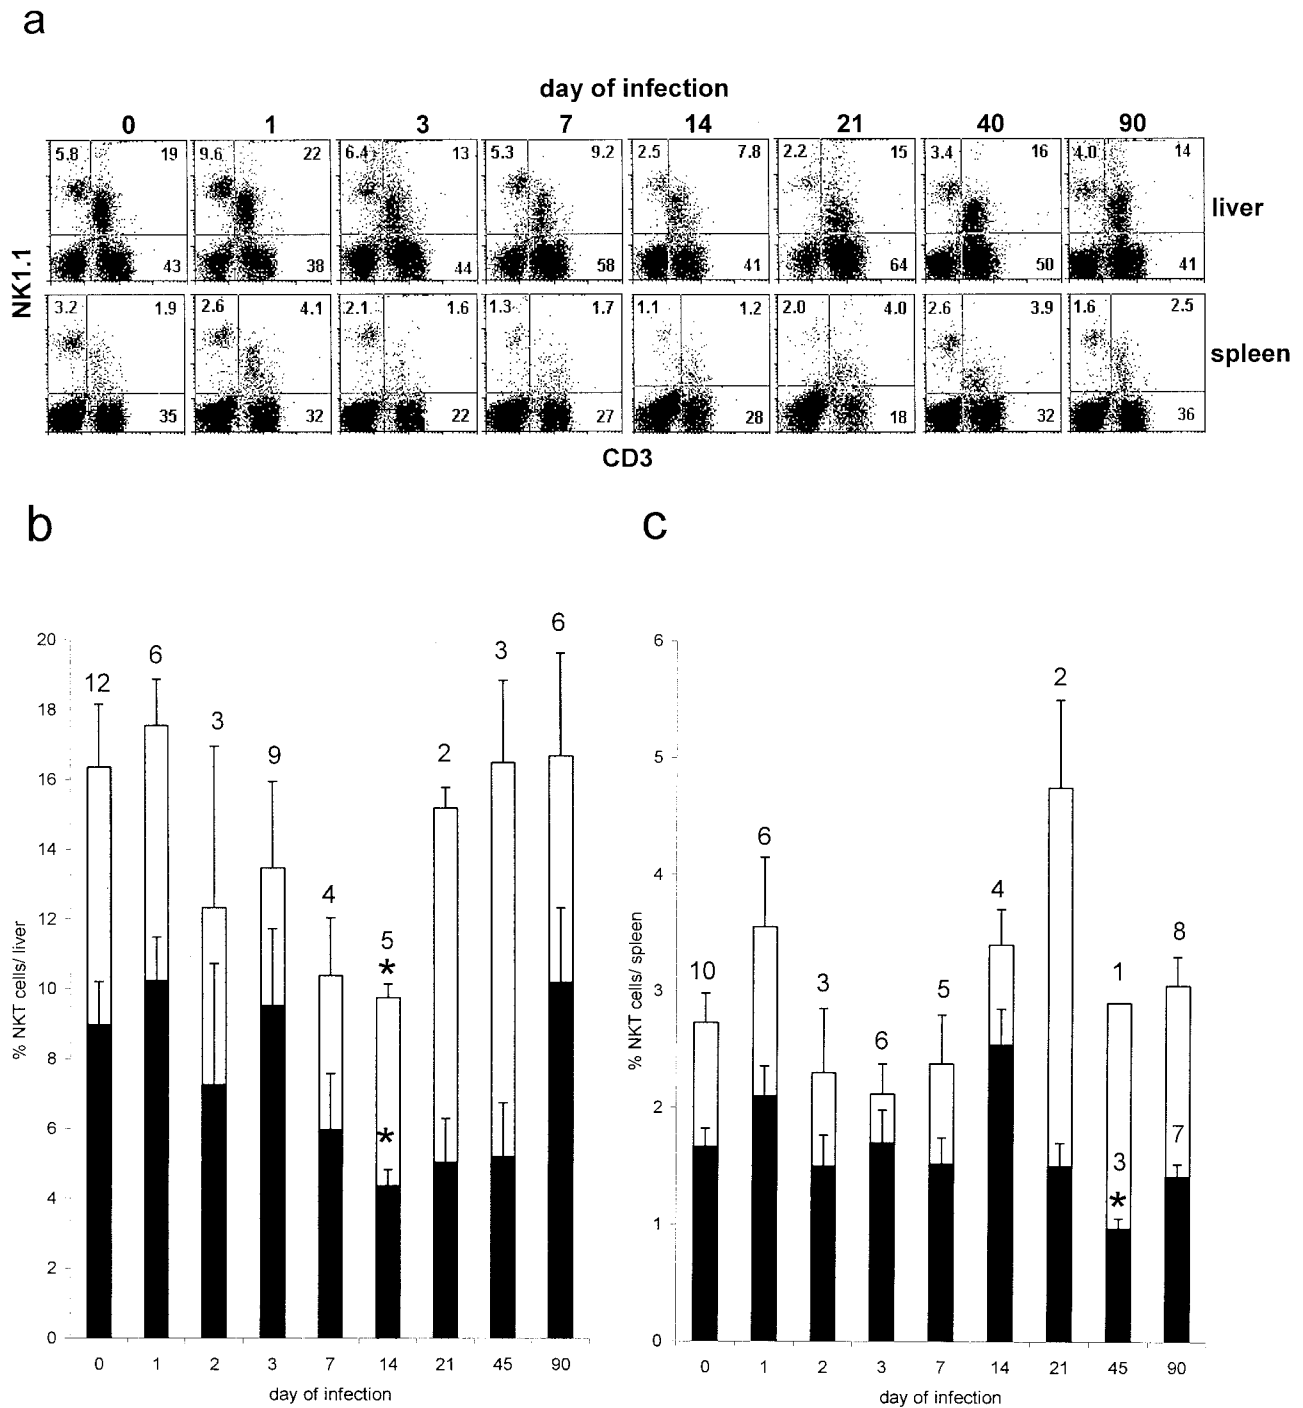 a
day of infection
0 1 3 7 14 21 40 90
5.8 19 9.6 22 6.4 13 5.3 9.2 2.5 7.8 2.2 15 3.4 16 4.0 14
liver
43 38 44 58 41 64 50 41
NK1.1
3.2 1.9 2.6 4.1 2.1 1.6 1.3 1.7 1.1 1.2 2.0 4.0 2.6 3.9 1.6 2.5
spleen
35 32 22 27 28 18 32 36
CD3
b
% NKT cells/ liver
20
18
16
14
12
10
8
6
4
2
0
12 6 3 9 4 5 2 3 6
*
*
0 1 2 3 7 14 21 45 90
day of infection
c
% NKT cells/ spleen
6
5
4
3
2
1
0
10 6 3 6 5 4 2 1 8
3 7
*
0 1 2 3 7 14 21 45 90
day of infection